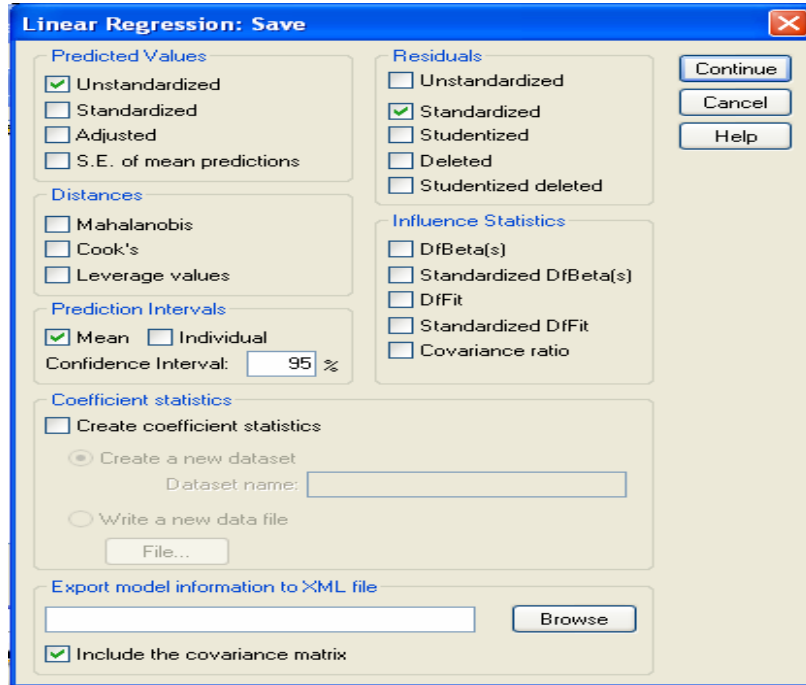 Linear Regression: Save
Predicted Values
Unstandardized
Standardized
Adjusted
S.E. of mean predictions
Distances
Mahalanobis
Cook's
Leverage values
Prediction Intervals
Mean Individual
Confidence Interval: 95 %
Residuals
Unstandardized
Standardized
Studentized
Deleted
Studentized deleted
Influence Statistics
DfBeta(s)
Standardized DfBeta(s)
DfFit
Standardized DfFit
Covariance ratio
Continue
Cancel
Help
Coefficient statistics
Create coefficient statistics
Create a new dataset
Dataset name:
Write a new data file
File...
Export model information to XML file
Browse
Include the covariance matrix